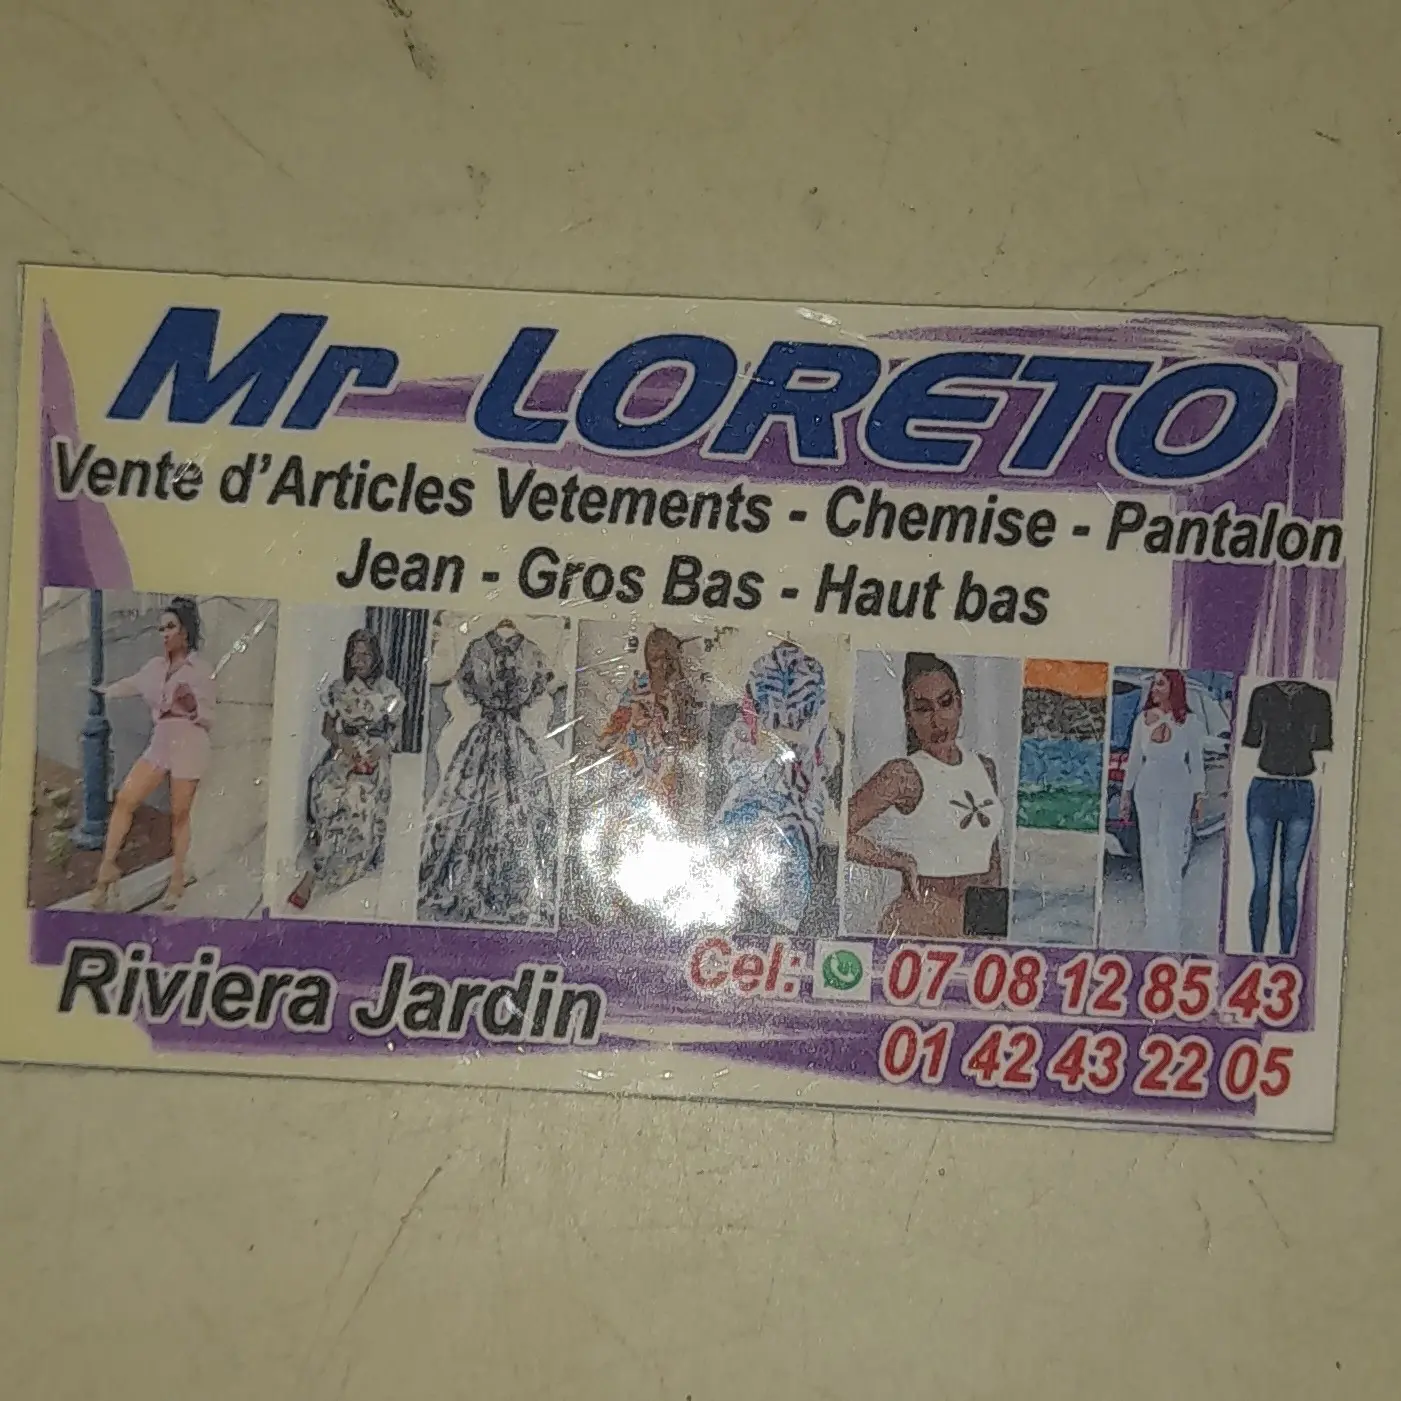 Mr LORETO
Vente d'Articles Vetements - Chemise - Pantalon
Jean - Gros Bas - Haut bas
Riviera Jardin
Cel: 07 08 12 85 43
01 42 43 22 05